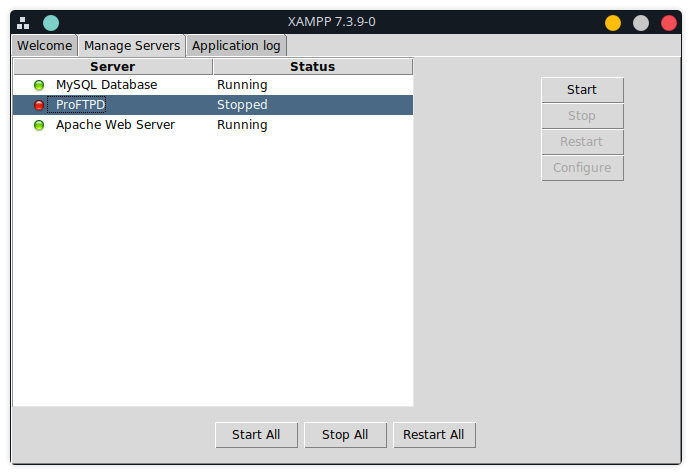 XAMPP 7.3.9-0
Welcome Manage Servers Application log
Server Status
MySQL Database Running
ProFTPD Stopped
Apache Web Server Running
Start
Stop
Restart
Configure
Start All Stop All Restart All